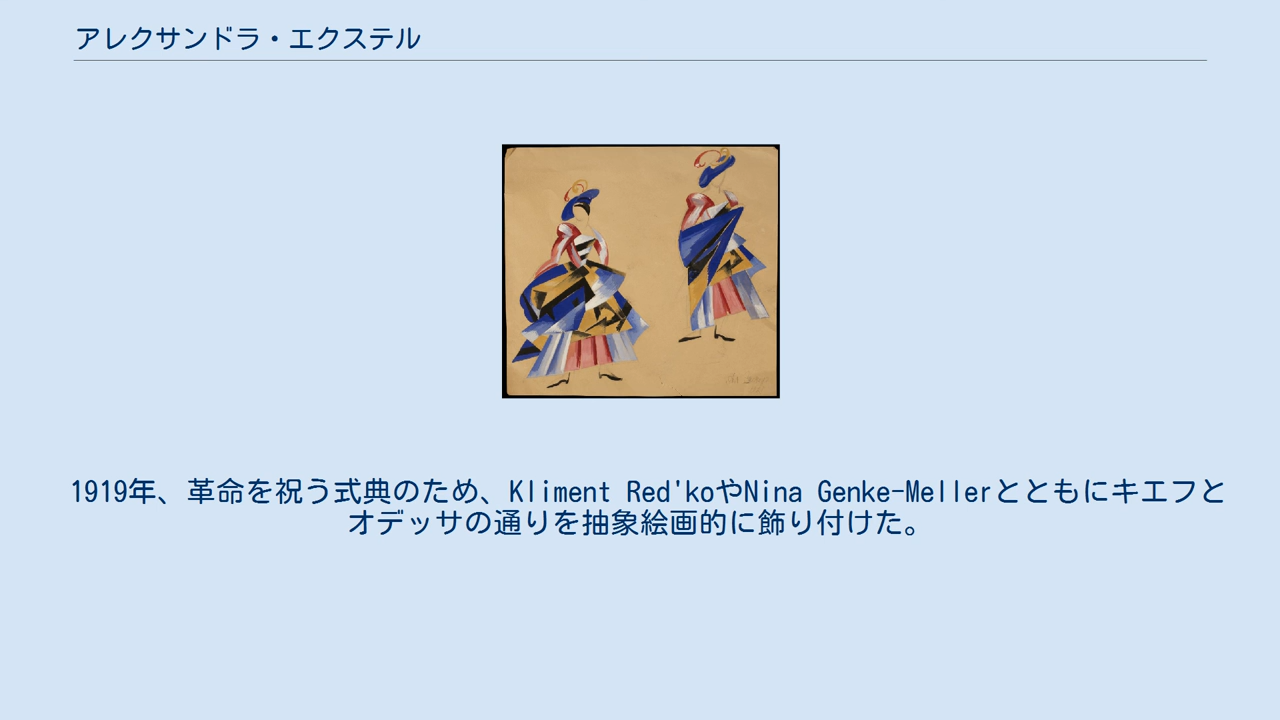 アレクサンドラ・エクステル
1919年、革命を祝う式典のため、Kliment Red'koやNina Genke-Mellerとともにキエフと
オデッサの通りを抽象絵画的に飾り付けた。